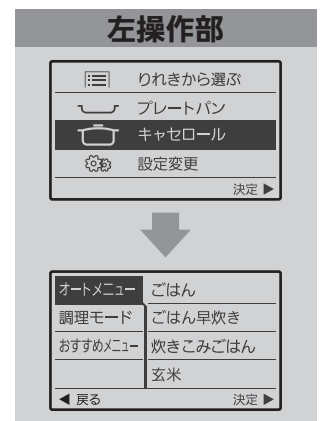 左操作部
りれきから選ぶ
プレートパン
キャセロール
設定変更
決定 ▶
オートメニュー ごはん
調理モード ごはん早炊き
おすすめメニュー 炊きこみごはん
玄米
◀ 戻る 決定 ▶